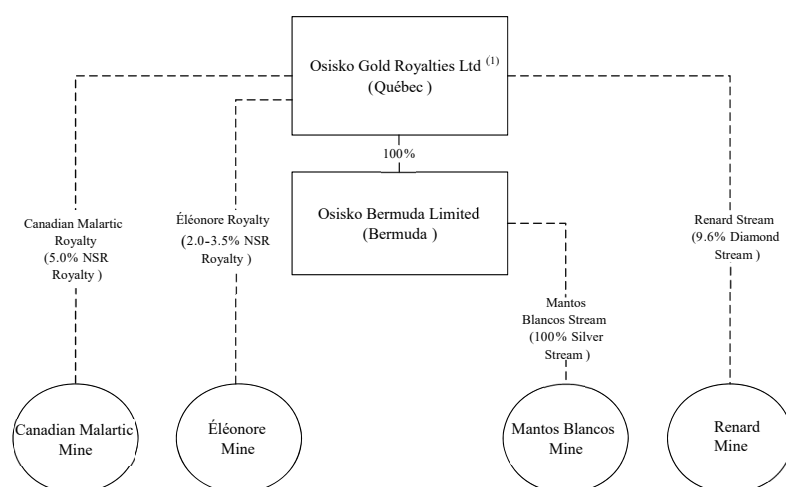 Osisko Gold Royalties Ltd (1)
(Québec )
100%
Osisko Bermuda Limited
(Bermuda )
Canadian Malartic
Royalty
(5.0% NSR
Royalty )
Éléonore Royalty
(2.0-3.5% NSR
Royalty )
Mantos
Blancos Stream
(100% Silver
Stream )
Renard Stream
(9.6% Diamond
Stream )
Canadian Malartic
Mine
Éléonore
Mine
Mantos Blancos
Mine
Renard
Mine